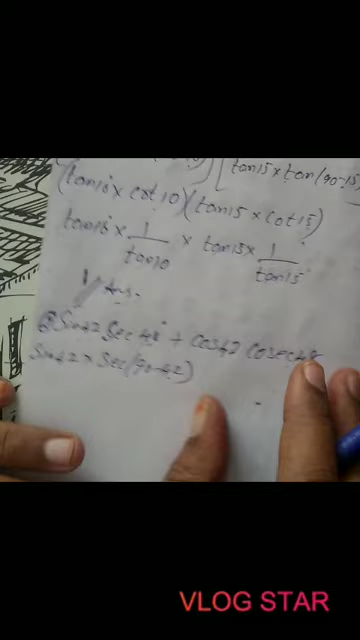 [tan15 × tan(90-15)
(tan10° × cot10)(tan15 × cot15)
tan10° × 1/tan10 × tan15 × 1/tan15
1 Ans.
Sin42 Sec48° + Cos42 Cosec48
Sin42 × Sec(90-42)
VLOG STAR